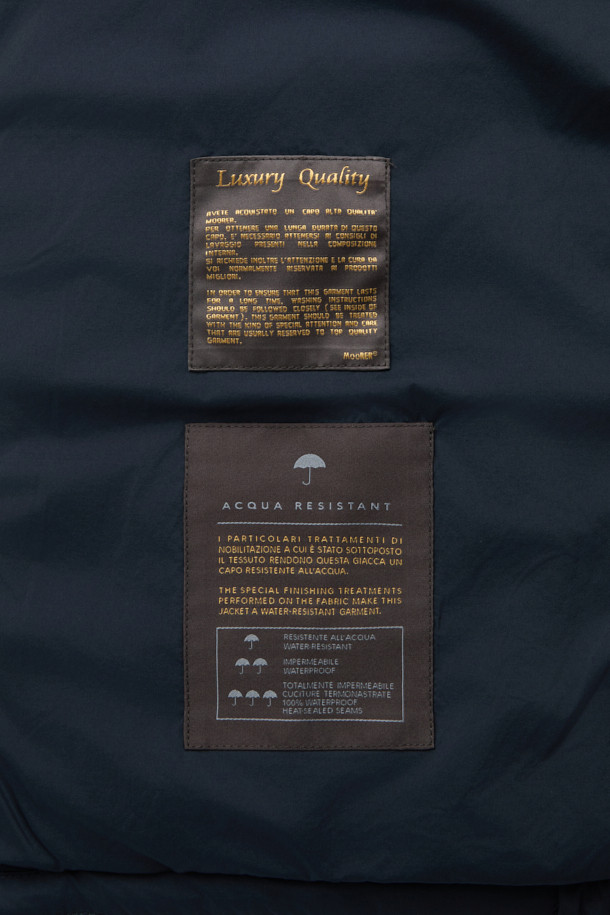 Luxury Quality
AVETE ACQUISTATO UN CAPO ALTA QUALITA'
MOORER.
PER OTTENERE UNA LUNGA DURATA DI QUESTO
CAPO, E' NECESSARIO ATTENERSI AI CONSIGLI DI
LAVAGGIO PRESENTI NELLA COMPOSIZIONE
INTERNA.
SI RICHIEDE INOLTRE L'ATTENZIONE E LA CURA DA
VOI NORMALMENTE RISERVATA AI PRODOTTI
MIGLIORI.
IN ORDER TO ENSURE THAT THIS GARMENT LASTS
FOR A LONG TIME, WASHING INSTRUCTIONS
SHOULD BE FOLLOWED CLOSELY (SEE INSIDE OF
GARMENT), THIS GARMENT SHOULD BE TREATED
WITH THE KIND OF SPECIAL ATTENTION AND CARE
THAT ARE USUALLY RESERVED TO TOP QUALITY
GARMENT.
MOORER®
ACQUA RESISTANT
I PARTICOLARI TRATTAMENTI DI
NOBILITAZIONE A CUI È STATO SOTTOPOSTO
IL TESSUTO RENDONO QUESTA GIACCA UN
CAPO RESISTENTE ALL'ACQUA.
THE SPECIAL FINISHING TREATMENTS
PERFORMED ON THE FABRIC MAKE THIS
JACKET A WATER-RESISTANT GARMENT.
RESISTENTE ALL'ACQUA
WATER-RESISTANT
IMPERMEABILE
WATERPROOF
TOTALMENTE IMPERMEABILE
CUCITURE TERMONASTRATE
100% WATERPROOF
HEAT-SEALED SEAMS